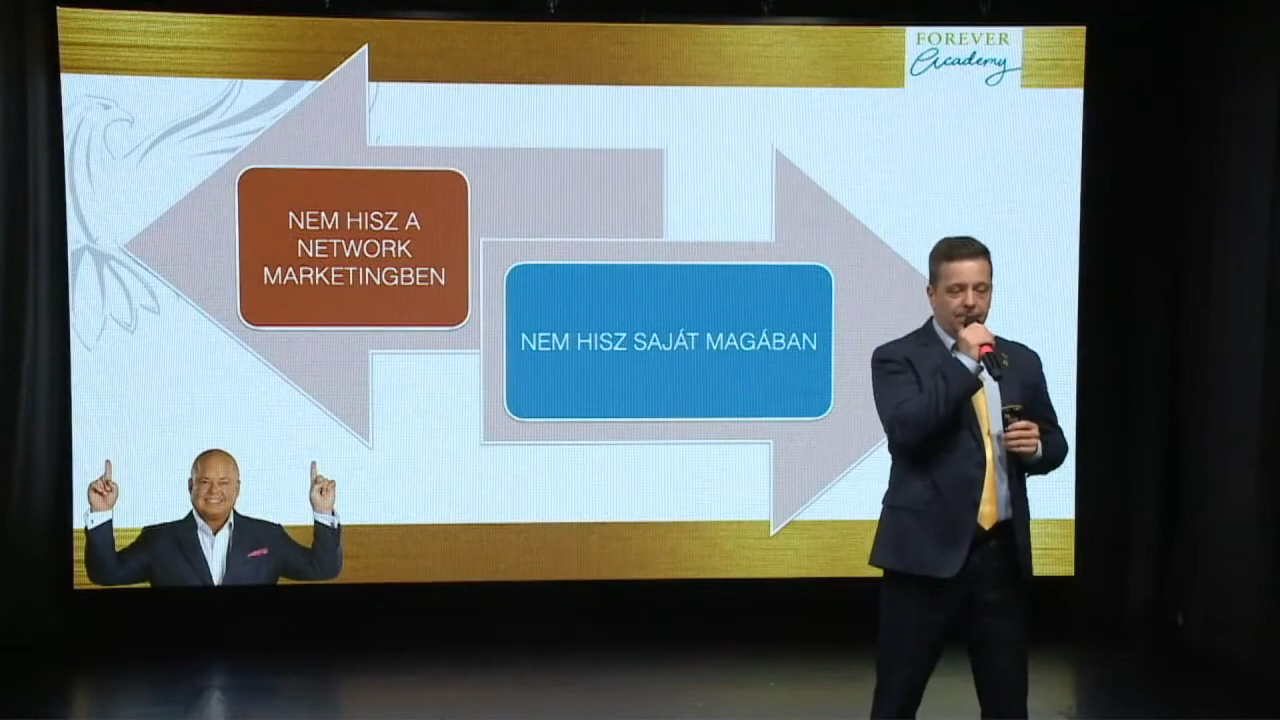 FOREVER
Academy
NEM HISZ A
NETWORK
MARKETINGBEN
NEM HISZ SAJÁT MAGÁBAN